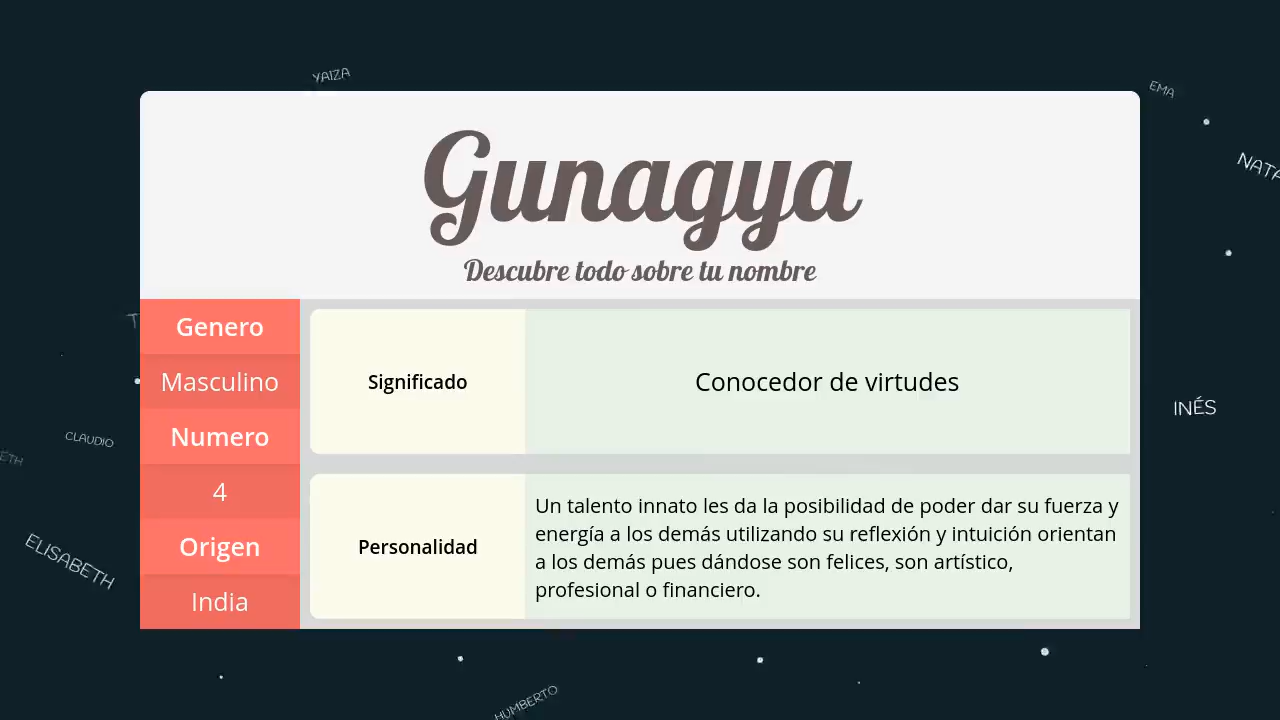 YAIZA
EMA
Gunagya
Descubre todo sobre tu nombre
Genero
Masculino
Numero
4
Origen
India
Significado
Conocedor de virtudes
Personalidad
Un talento innato les da la posibilidad de poder dar su fuerza y
energía a los demás utilizando su reflexión y intuición orientan
a los demás pues dándose son felices, son artístico,
profesional o financiero.
INÉS
CLAUDIO
ELISABETH
HUMBERTO